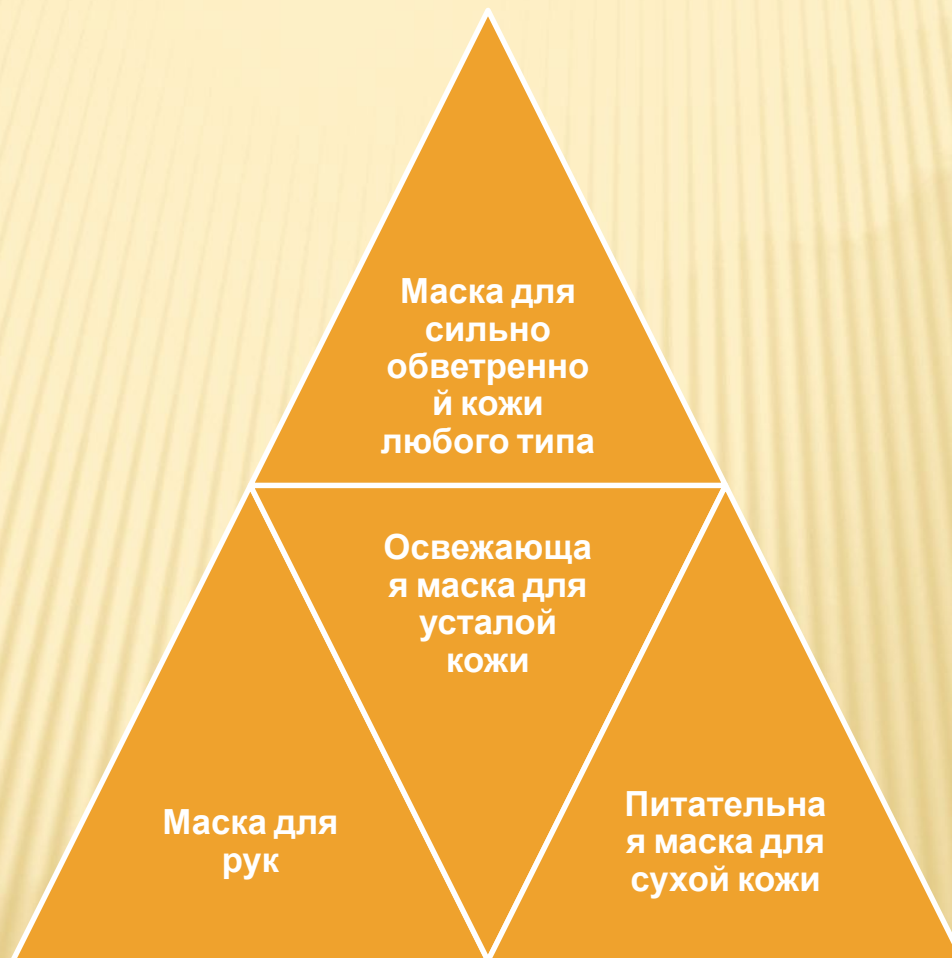 Маска для
сильно
обветренно
й кожи
любого типа
Освежающа
я маска для
усталой
кожи
Маска для
рук
Питательна
я маска для
сухой кожи